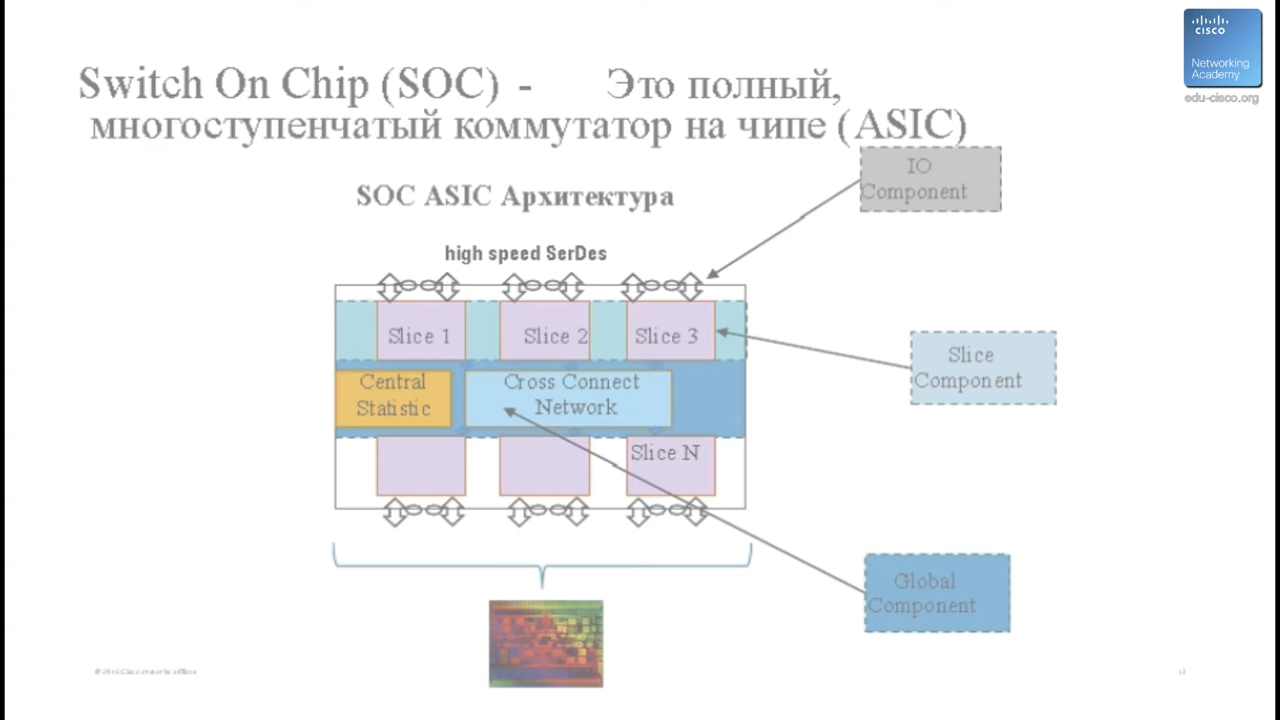 cisco
Networking
Academy
edu-cisco.org
Switch On Chip (SOC) - Это полный,
многоступенчатый коммутатор на чипе (ASIC)
IO
Component
SOC ASIC Архитектура
high speed SerDes
Slice 1 Slice 2 Slice 3
Slice
Component
Central
Statistic
Cross Connect
Network
Slice N
Global
Component